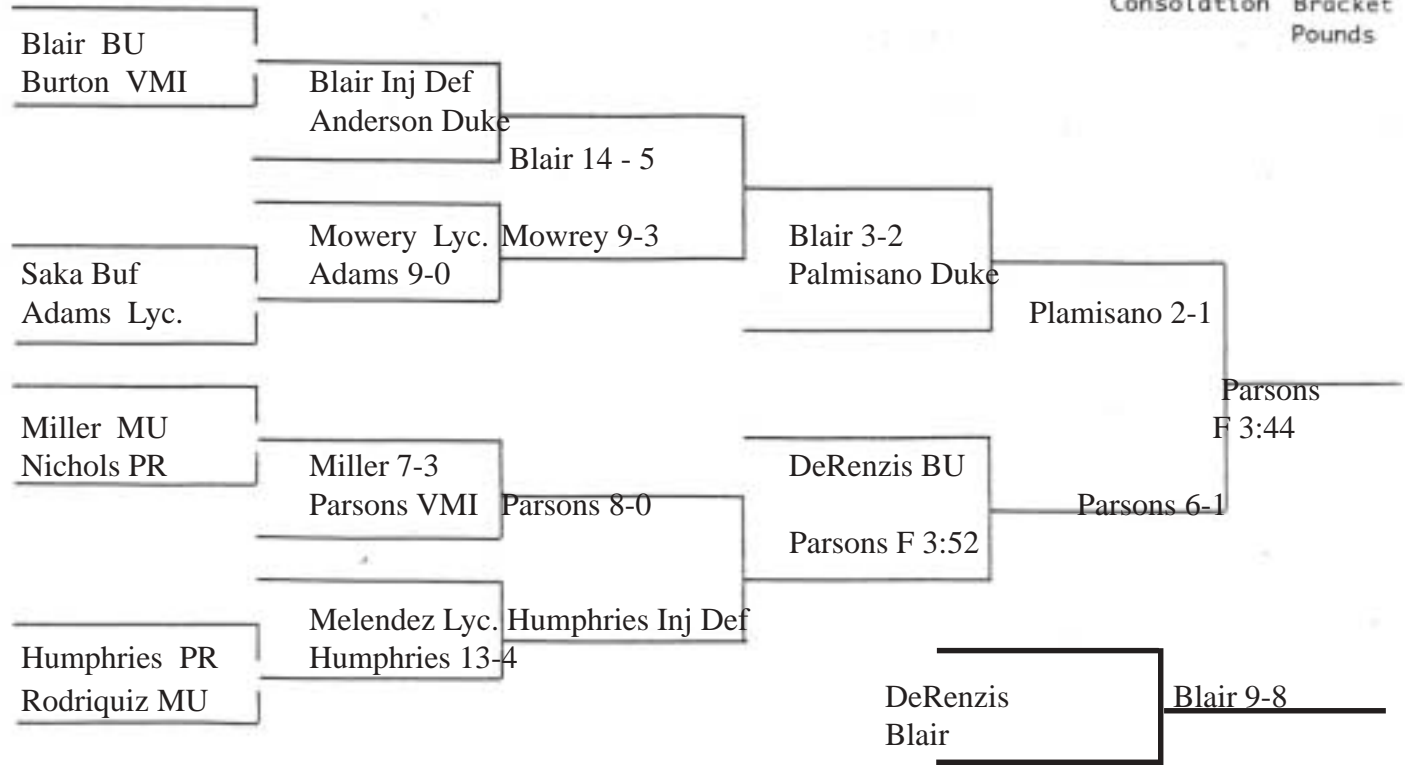 Consolation Bracket
Pounds
Blair BU
Burton VMI
Blair Inj Def
Anderson Duke
Blair 14 - 5
Mowery Lyc. Mowrey 9-3
Adams 9-0
Blair 3-2
Palmisano Duke
Saka Buf
Adams Lyc.
Plamisano 2-1
Parsons
F 3:44
Miller MU
Nichols PR
Miller 7-3
Parsons VMI Parsons 8-0
DeRenzis BU
Parsons F 3:52
Parsons 6-1
Melendez Lyc. Humphries Inj Def
Humphries 13-4
Humphries PR
Rodriquiz MU
DeRenzis
Blair
Blair 9-8